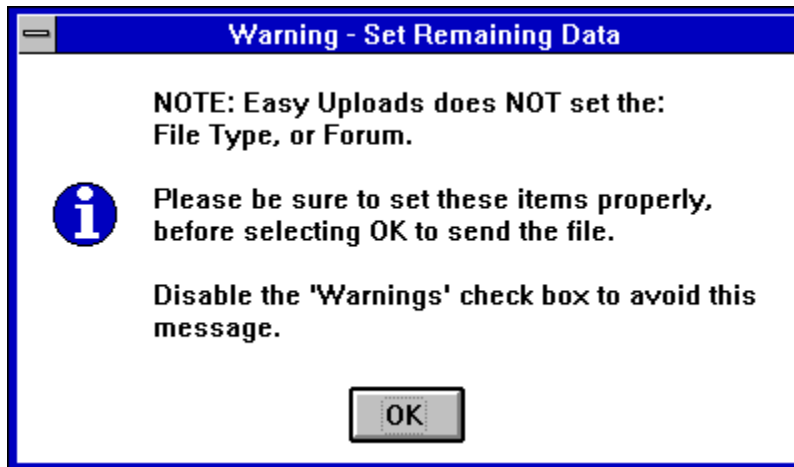 Warning - Set Remaining Data
NOTE: Easy Uploads does NOT set the:
File Type, or Forum.
Please be sure to set these items properly,
before selecting OK to send the file.
Disable the 'Warnings' check box to avoid this
message.
OK